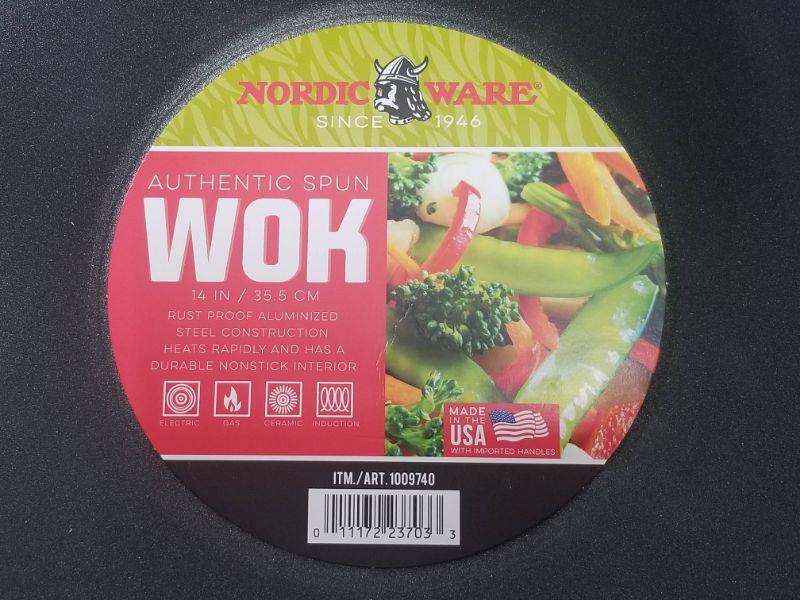 NORDIC WARE®
SINCE 1946
AUTHENTIC SPUN
WOK
14 IN / 35.5 CM
RUST PROOF ALUMINIZED
STEEL CONSTRUCTION
HEATS RAPIDLY AND HAS A
DURABLE NONSTICK INTERIOR
ELECTRIC GAS CERAMIC INDUCTION
MADE
IN THE
USA
WITH IMPORTED HANDLES
ITM./ART. 1009740
0 11172 23703 3